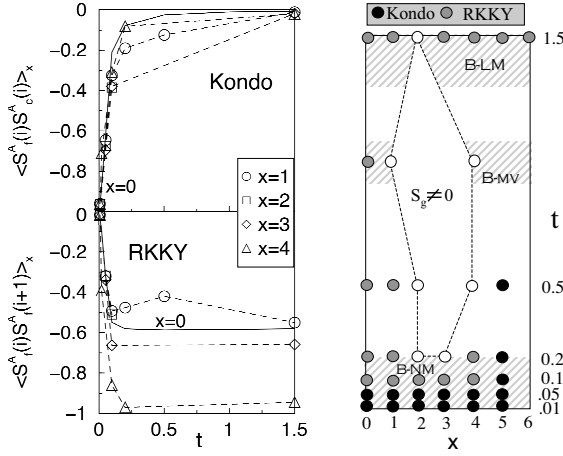 <S^A_f(i)S^A_c(i)>_x
0
−0.2
−0.4
−0.6
−0.8
Kondo
x=0
0
−0.2
−0.4
−0.6
−0.8
−1
<S^A_f(i)S^A_f(i+1)>_x
RKKY
x=0
x=1
x=2
x=3
x=4
0
0.5
1.0
1.5
t
Kondo
RKKY
B-LM
B-MV
S_g≠0
B-NM
1.5
t
0.5
0.2
0.1
.05
.01
0 1 2 3 4 5 6
x